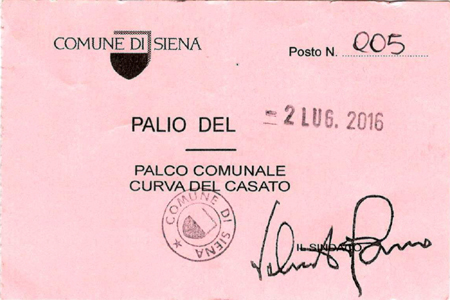 COMUNE DI SIENA
Posto N. 005
PALIO DEL = 2 LUG. 2016
PALCO COMUNALE
CURVA DEL CASATO
★ COMUNE DI SIENA
IL SINDACO